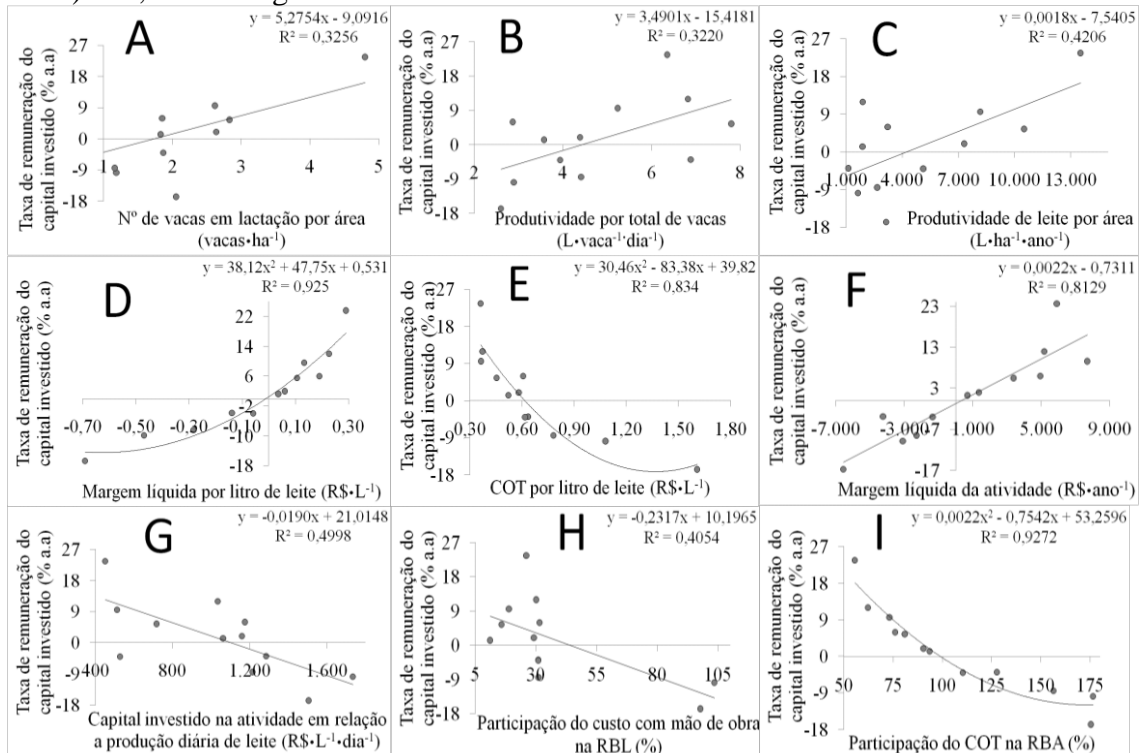 A
y = 5,2754x - 9,0916
R² = 0,3256
Taxa de remuneração do
capital investido (% a.a)
27
18
9
0
-9
-18
1
2
3
4
5
Nº de vacas em lactação por área
(vacas•ha⁻¹)
B
y = 3,4901x - 15,4181
R² = 0,3220
Taxa de remuneração do
capital investido (% a.a)
27
18
9
0
-9
-18
2
4
6
8
Produtividade por total de vacas
(L•vaca⁻¹•dia⁻¹)
C
y = 0,0018x - 7,5405
R² = 0,4206
Taxa de remuneração do
capital investido (% a.a)
27
18
9
0
-9
-18
1.000
4.000
7.000
10.000
13.000
Produtividade de leite por área
(L•ha⁻¹•ano⁻¹)
D
y = 38,12x² + 47,75x + 0,531
R² = 0,925
Taxa de remuneração do
capital investido (% a.a)
22
14
6
-2
-10
-18
-0,70
-0,50
-0,30
-0,10
0,10
0,30
Margem líquida por litro de leite (R$•L⁻¹)
E
y = 30,46x² - 83,38x + 39,82
R² = 0,834
Taxa de remuneração do
capital investido (% a.a)
27
18
9
0
-9
-18
0,30
0,60
0,90
1,20
1,50
1,80
COT por litro de leite (R$•L⁻¹)
F
y = 0,0022x - 0,7311
R² = 0,8129
Taxa de remuneração do
capital investido (% a.a)
23
13
3
-7
-17
-7.000
-3.000
1.000
5.000
9.000
Margem líquida da atividade (R$•ano⁻¹)
G
y = -0,0190x + 21,0148
R² = 0,4998
Taxa de remuneração do
capital investido (% a.a)
27
18
9
0
-9
-18
400
800
1.200
1.600
Capital investido na atividade em relação
a produção diária de leite (R$•L⁻¹•dia⁻¹)
H
y = -0,2317x + 10,1965
R² = 0,4054
Taxa de remuneração do
capital investido (% a.a)
27
18
9
0
-9
-18
5
30
55
80
105
Participação do custo com mão de obra
na RBL (%)
I
y = 0,0022x² - 0,7542x + 53,2596
R² = 0,9272
Taxa de remuneração do
capital investido (% a.a)
27
18
9
0
-9
-18
50
75
100
125
150
175
Participação do COT na RBA (%)